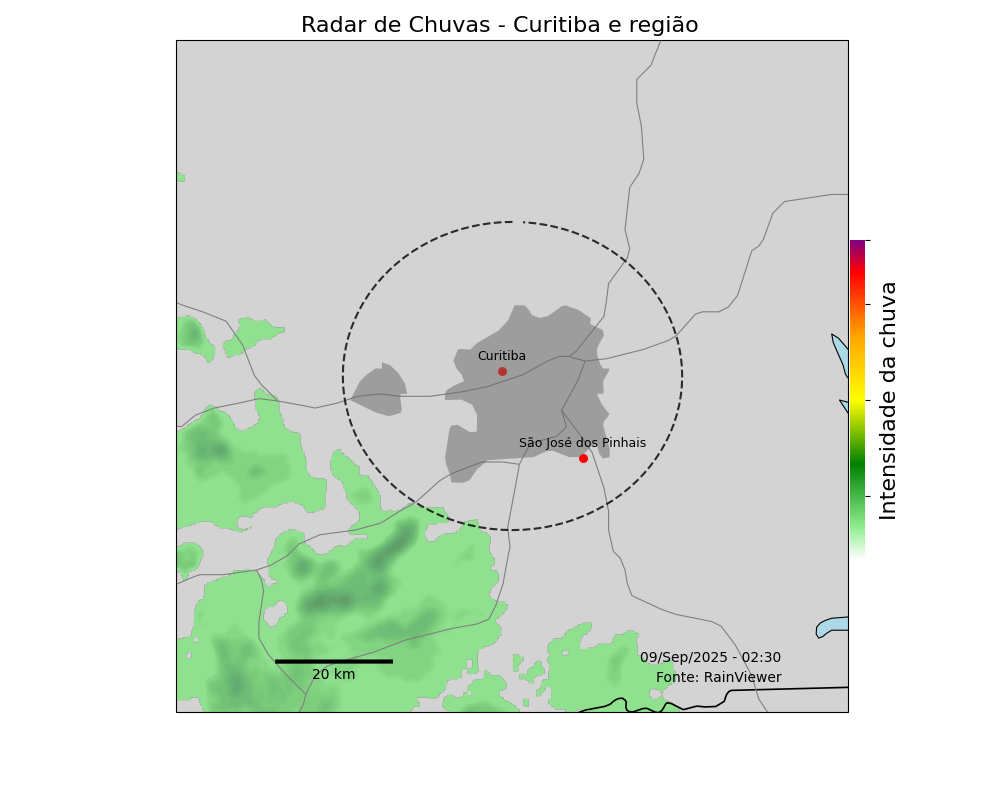 Radar de Chuvas - Curitiba e região
Curitiba
São José dos Pinhais
Intensidade da chuva
09/Sep/2025 - 02:30
Fonte: RainViewer
20 km